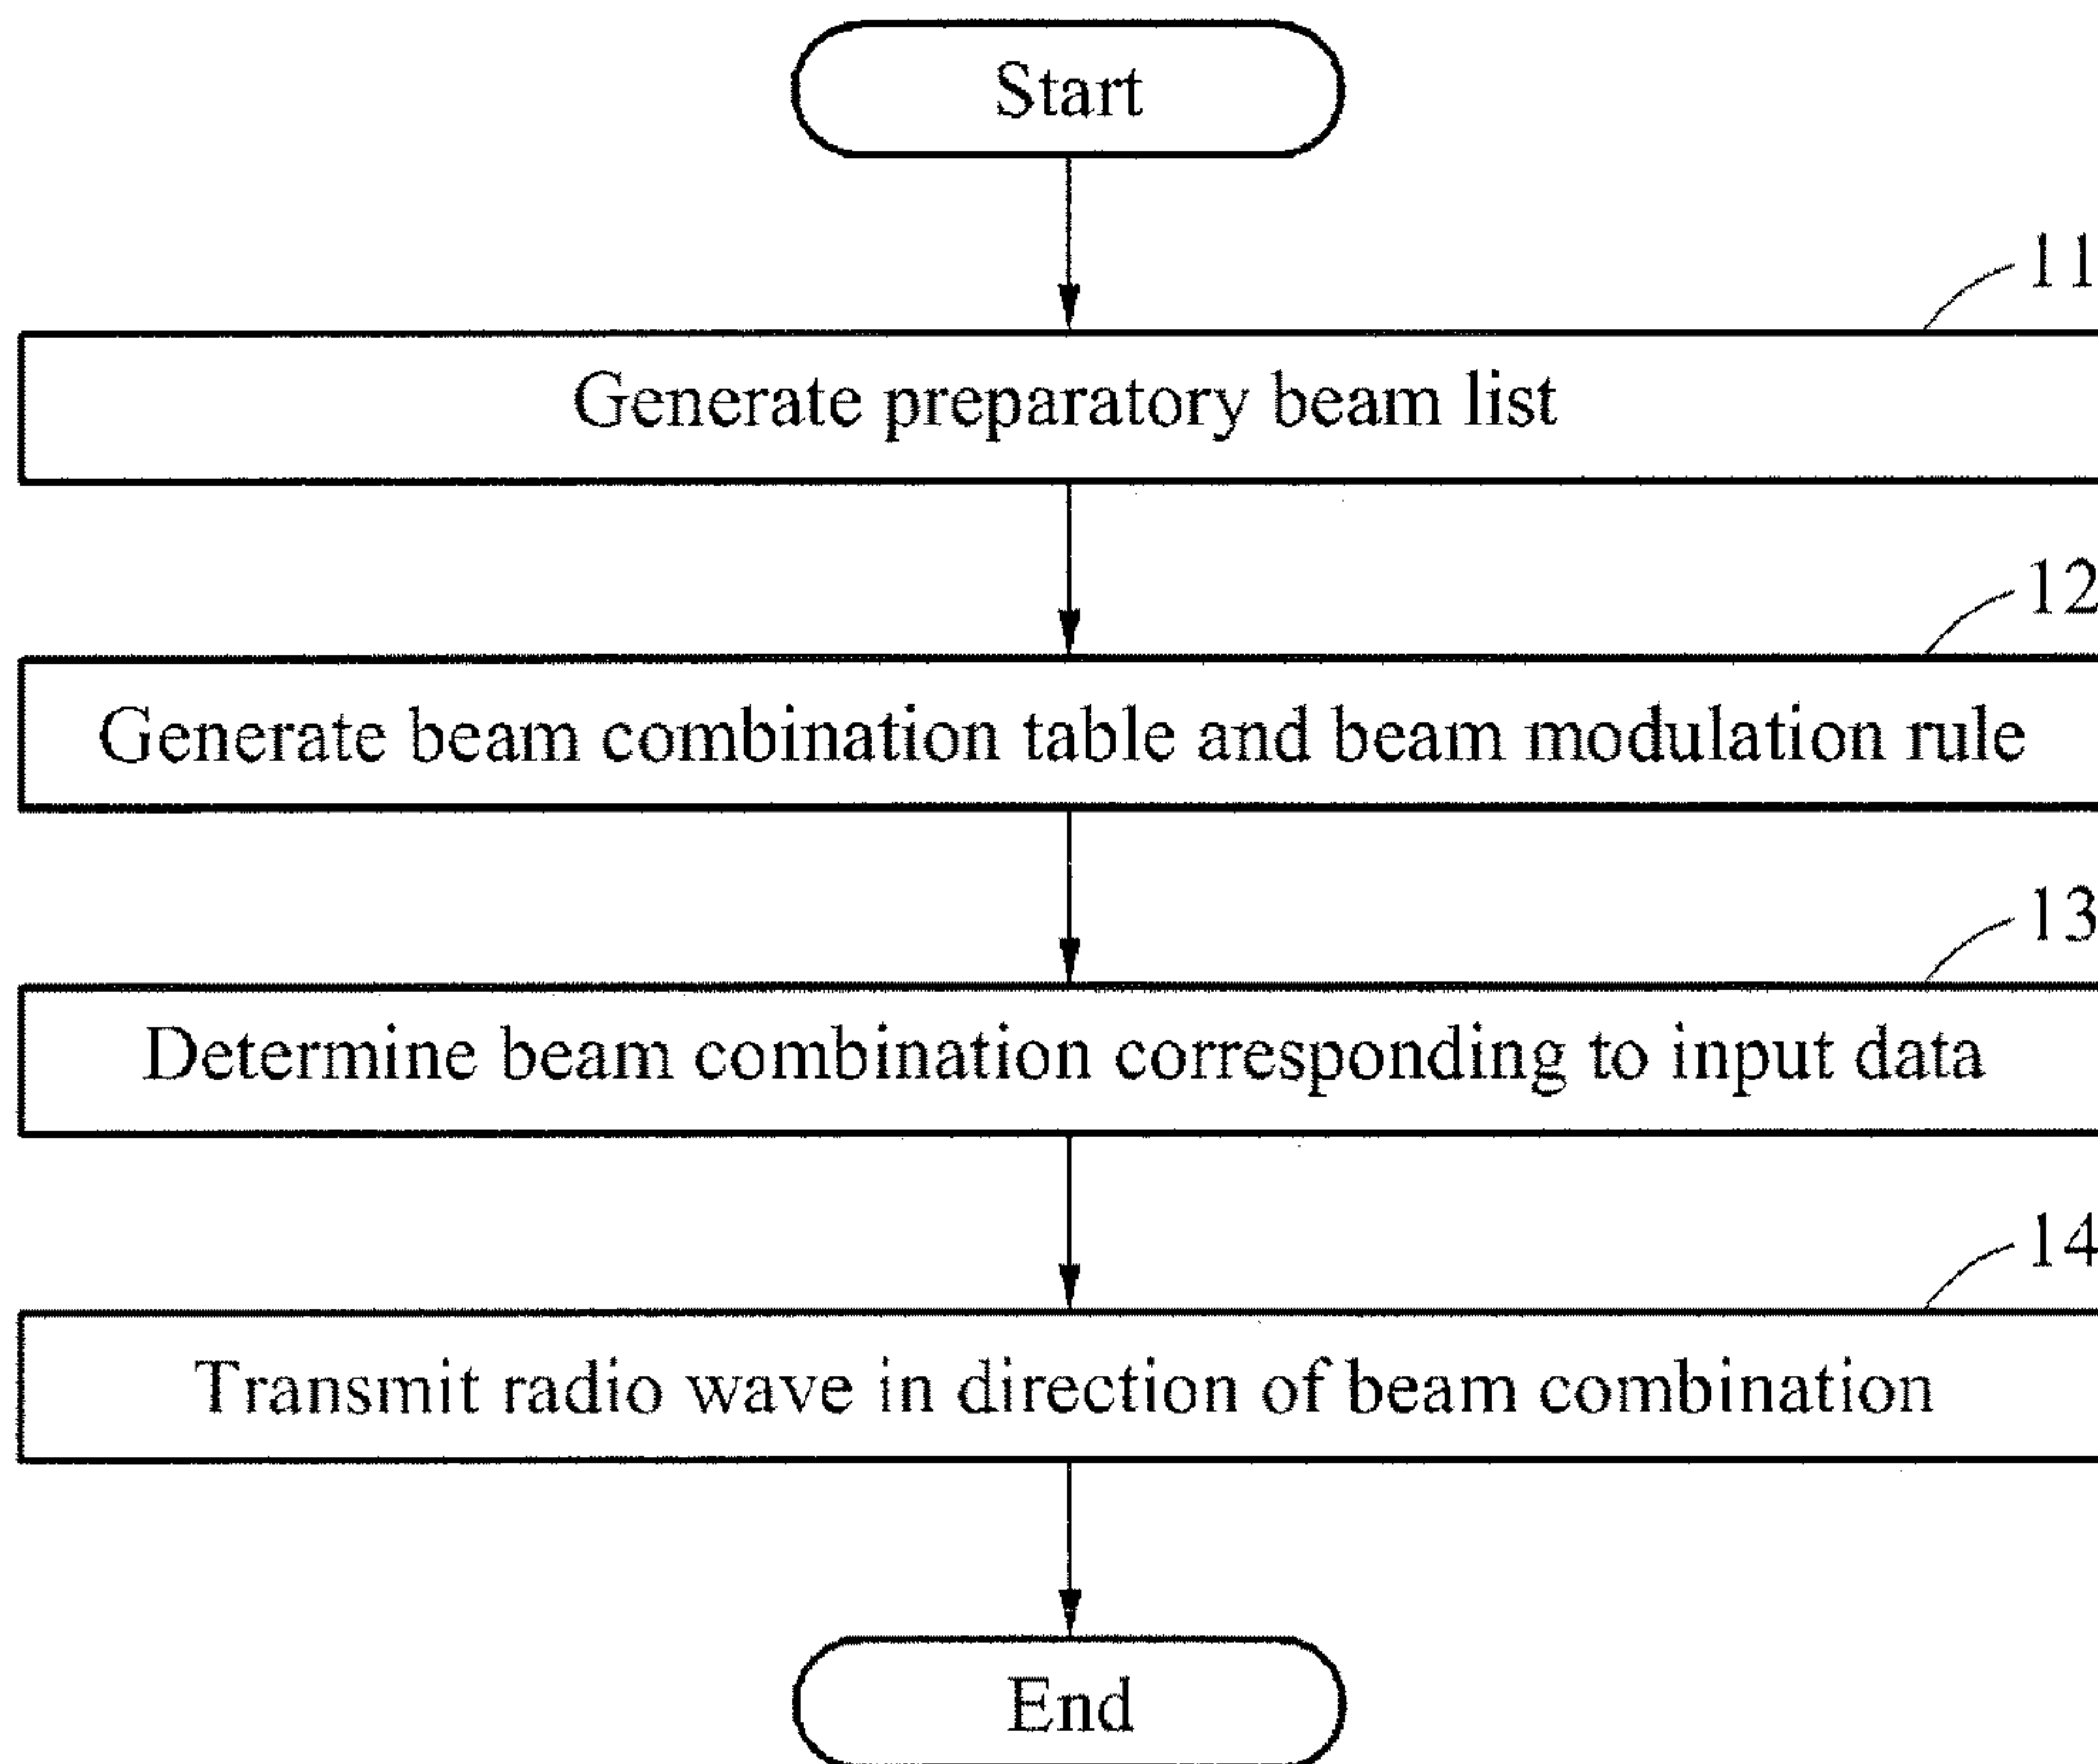 Start
11
Generate preparatory beam list
12
Generate beam combination table and beam modulation rule
13
Determine beam combination corresponding to input data
14
Transmit radio wave in direction of beam combination
End